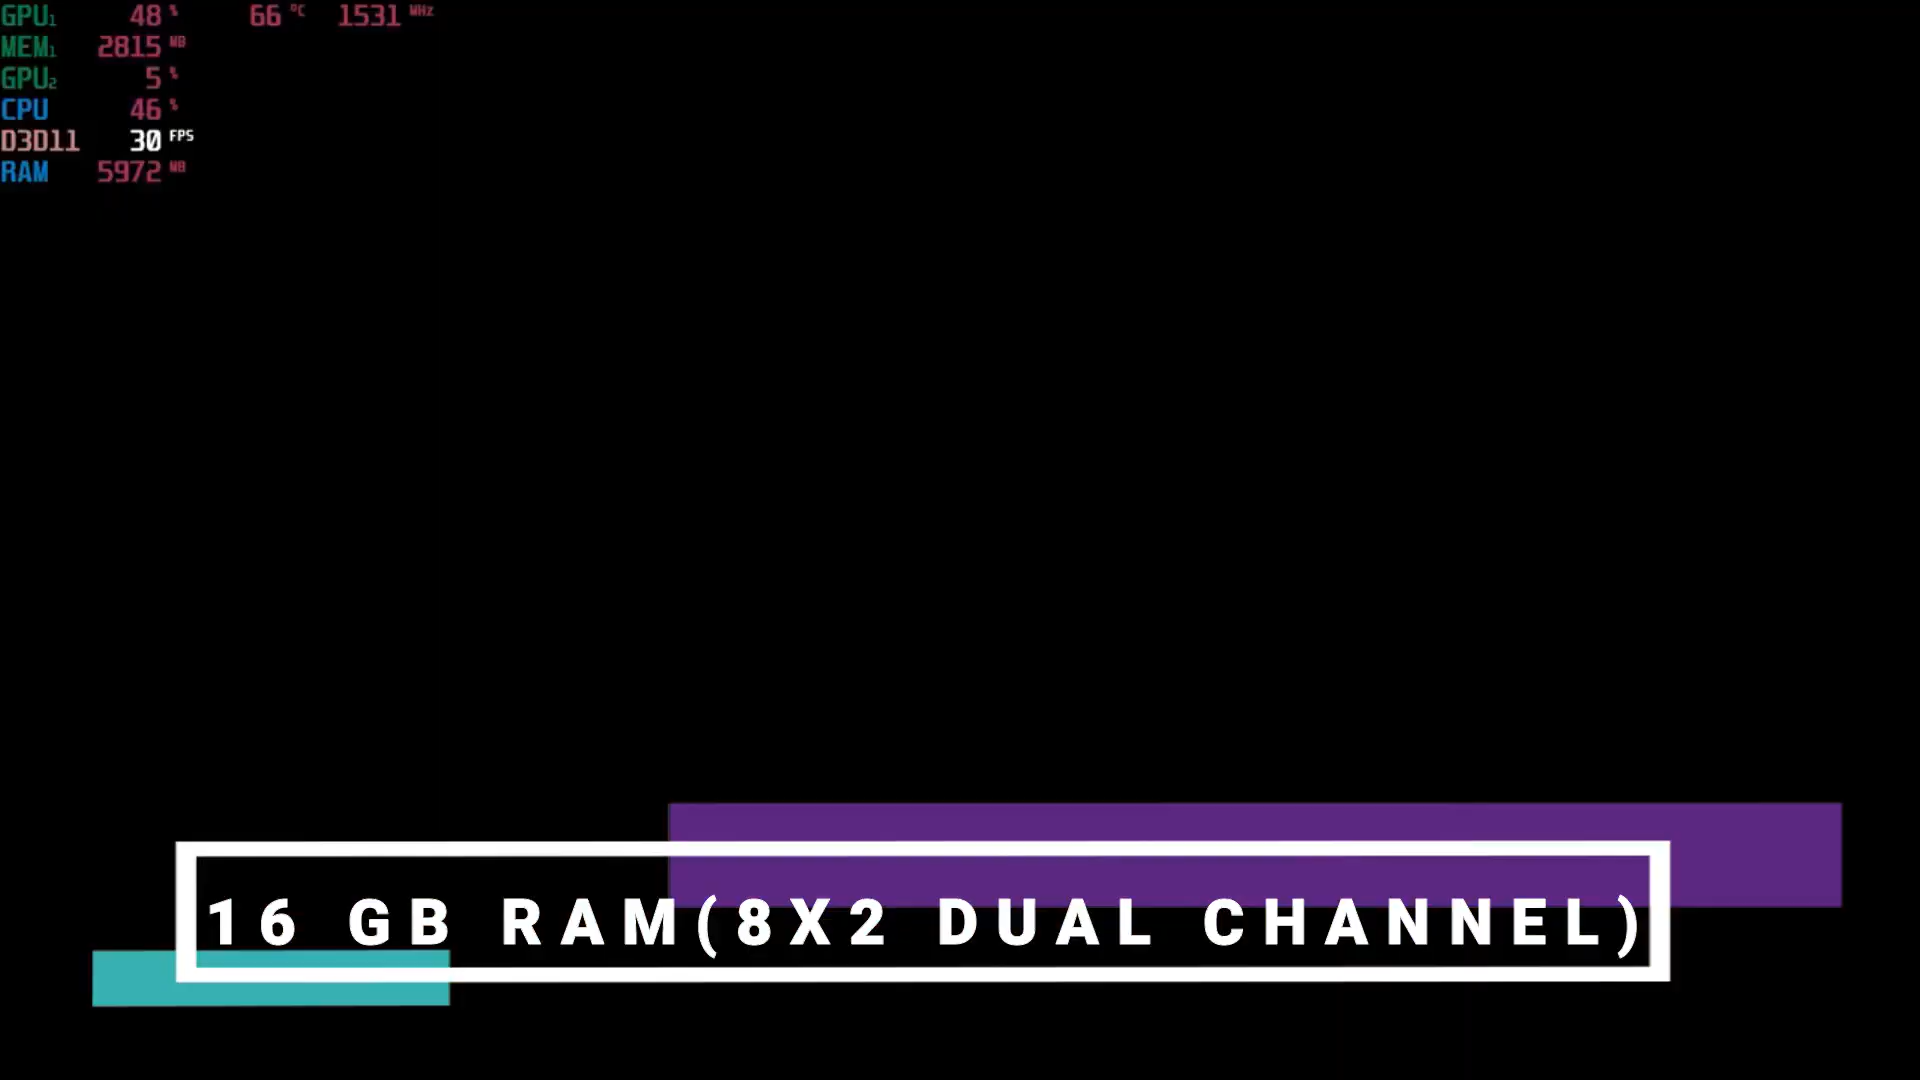 GPU1 48 % 66 °C 1531 MHz
MEM1 2815 MB
GPU2 5 %
CPU 46 %
D3D11 30 FPS
RAM 5972 MB
16 GB RAM(8X2 DUAL CHANNEL)